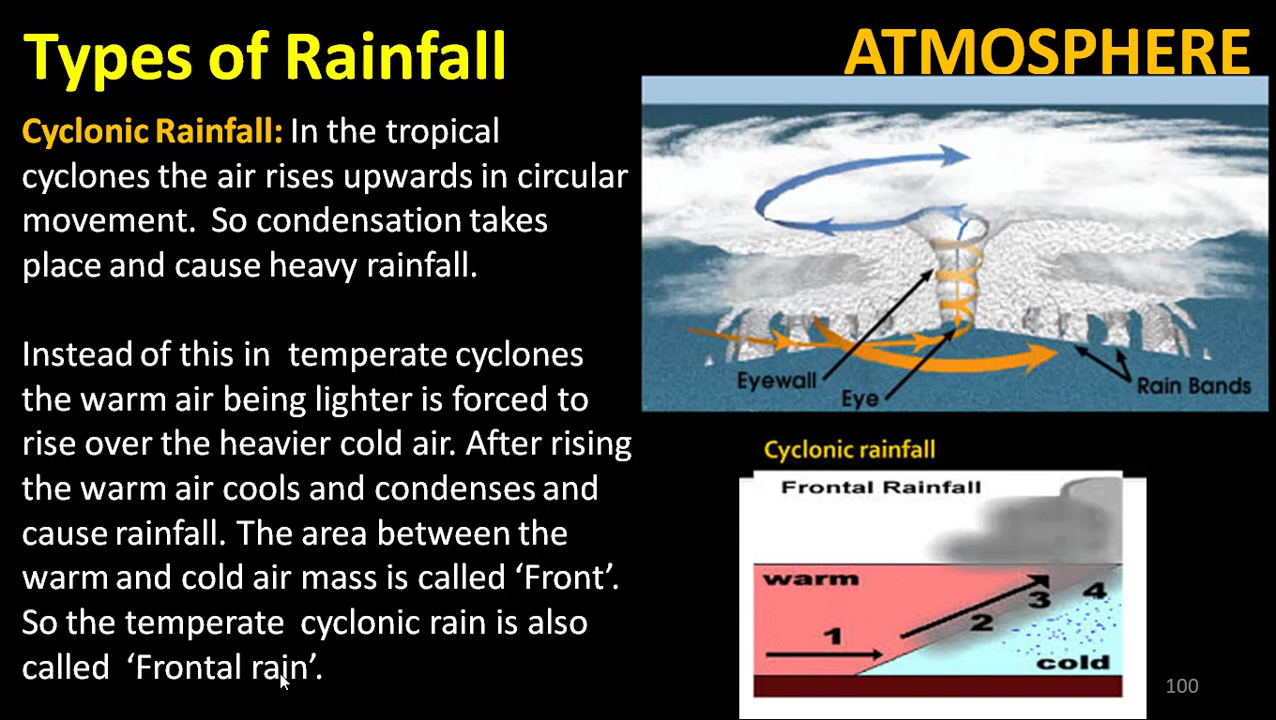 Types of Rainfall
ATMOSPHERE
Cyclonic Rainfall: In the tropical
cyclones the air rises upwards in circular
movement. So condensation takes
place and cause heavy rainfall.
Instead of this in temperate cyclones
the warm air being lighter is forced to
rise over the heavier cold air. After rising
the warm air cools and condenses and
cause rainfall. The area between the
warm and cold air mass is called ‘Front’.
So the temperate cyclonic rain is also
called ‘Frontal rain’.
Eyewall
Eye
Rain Bands
Cyclonic rainfall
Frontal Rainfall
warm
1
2
3
4
cold
100